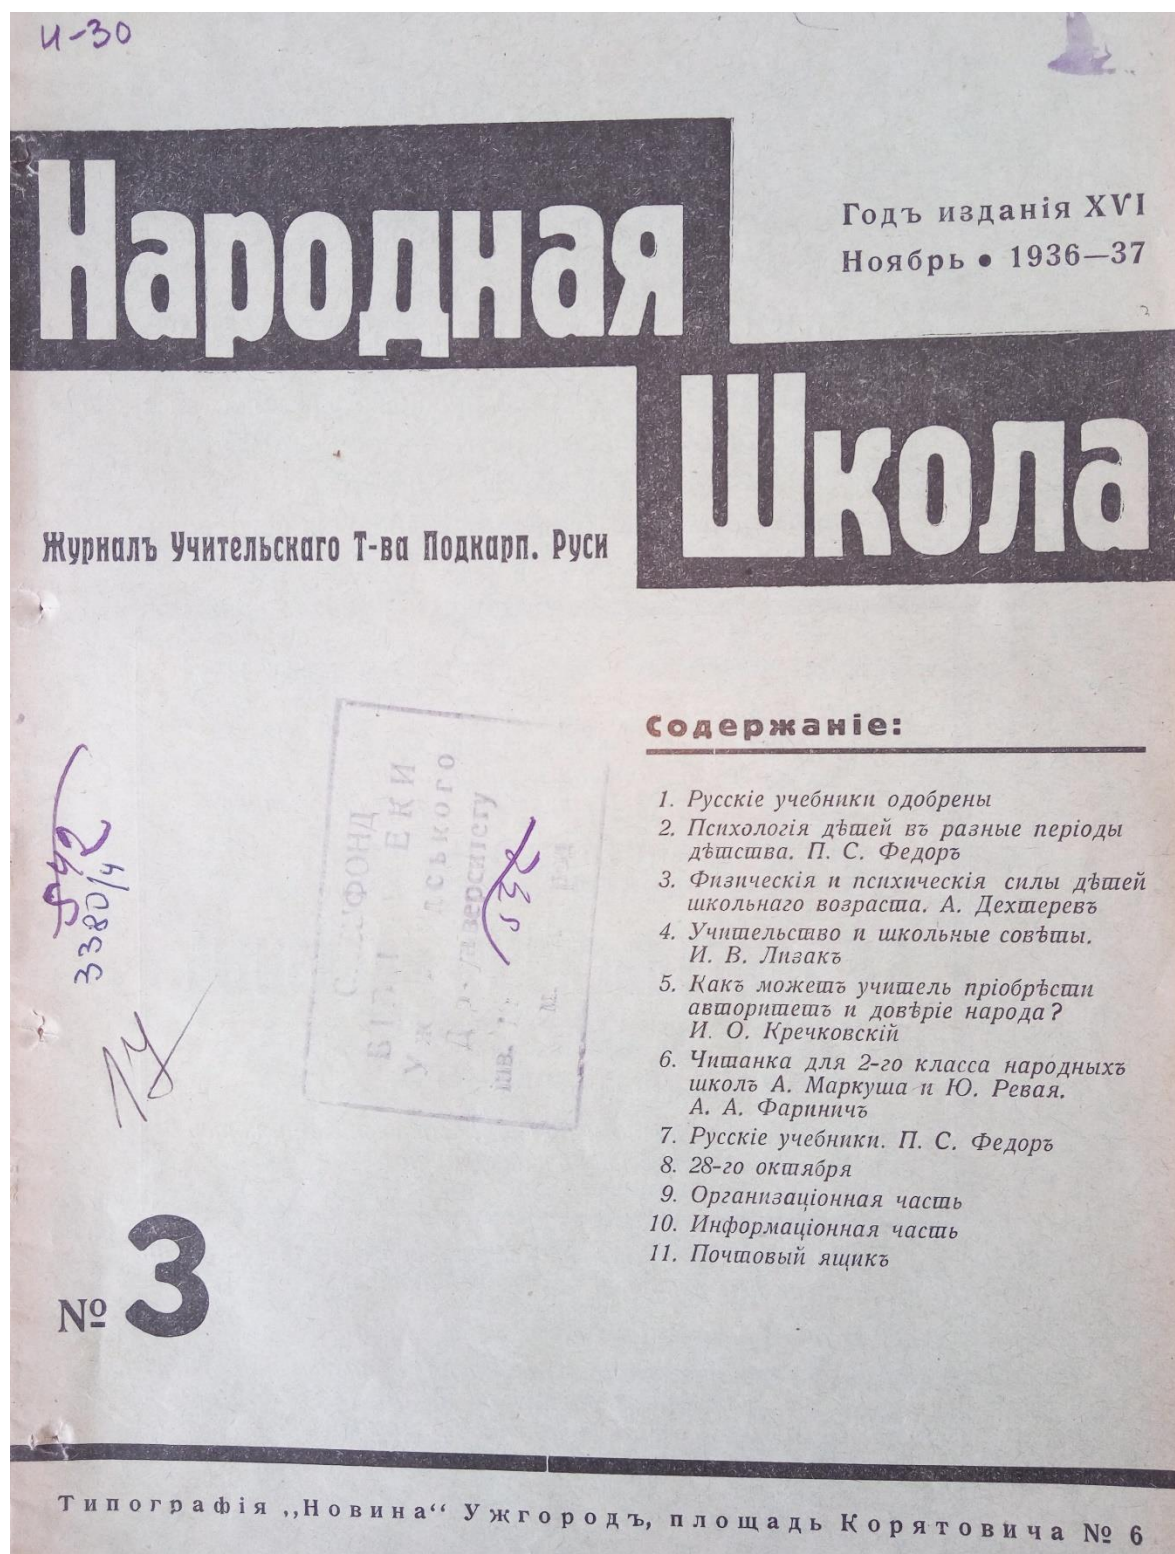 и-30
Народная
Годъ изданія XVI
Ноябрь • 1936—37
Школа
Журналъ Учительскаго Т-ва Подкарп. Руси
Содержаніе:
1. Русскіе учебники одобрены
2. Психологія дѣтей въ разные періоды
дѣтства. П. С. Федоръ
3. Физическія и психическія силы дѣтей
школьнаго возраста. А. Дехтеревъ
4. Учительство и школьные совѣты.
И. В. Лизакъ
5. Какъ можетъ учитель пріобрѣсти
авторитетъ и довѣріе народа?
И. О. Кречковскій
6. Читанка для 2-го класса народныхъ
школъ А. Маркуша и Ю. Ревая.
А. А. Фариничъ
7. Русскіе учебники. П. С. Федоръ
8. 28-го октября
9. Организаціонная часть
10. Информаціонная часть
11. Почтовый ящикъ
3380/4
17
№ 3
Типографія „Новина“ Ужгородъ, площадь Корятовича № 6